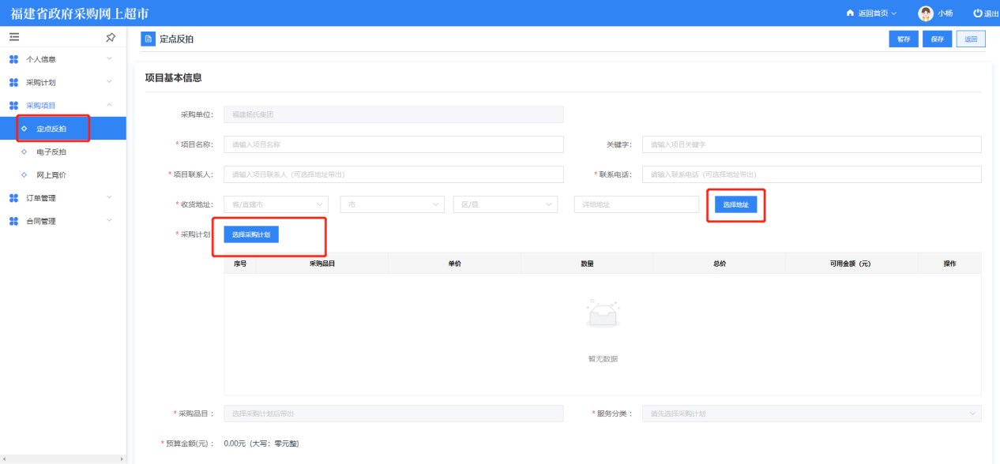 福建省政府采购网上超市
返回首页
小杨
退出
个人信息
采购计划
采购项目
定点反拍
电子反拍
网上竞价
订单管理
合同管理
定点反拍
暂存
保存
返回
项目基本信息
采购单位: 福建杨氏集团
* 项目名称: 请输入项目名称
关键字: 请输入项目关键字
* 项目联系人: 请输入项目联系人（可选择地址带出）
* 联系电话: 请输入联系电话（可选择地址带出）
* 收货地址: 省/直辖市 市 区/县 详细地址 选择地址
* 采购计划 选择采购计划
序号 采购品目 单价 数量 总价 可用金额（元） 操作
暂无数据
* 采购品目： 选择采购计划后带出
* 服务分类： 请先选择采购计划
* 预算金额(元)： 0.00元（大写：零元整）